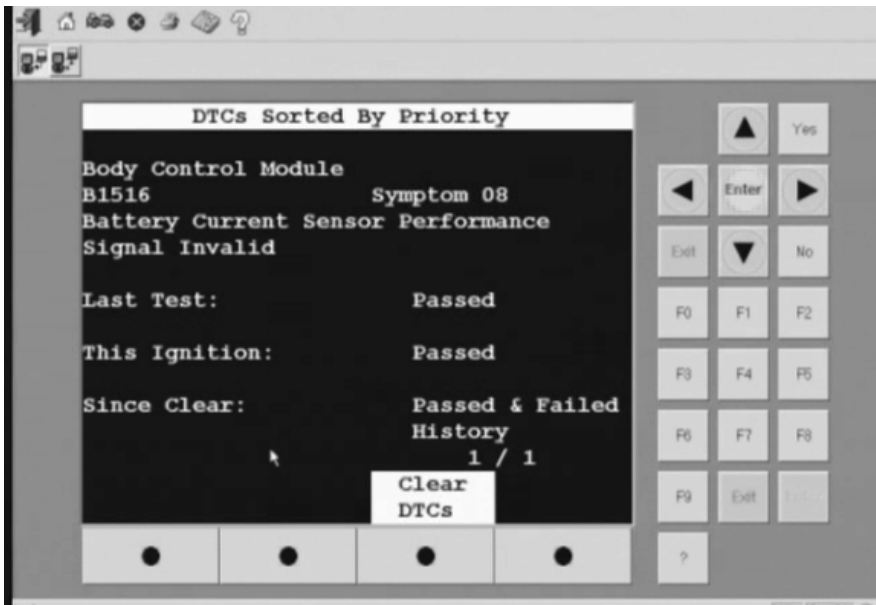 DTCs Sorted By Priority
Body Control Module
B1516 Symptom 08
Battery Current Sensor Performance
Signal Invalid
Last Test: Passed
This Ignition: Passed
Since Clear: Passed & Failed
History
1 / 1
Clear
DTCs
Yes
Enter
Exit No
F0 F1 F2
F3 F4 F5
F6 F7 F8
F9 Exit
?